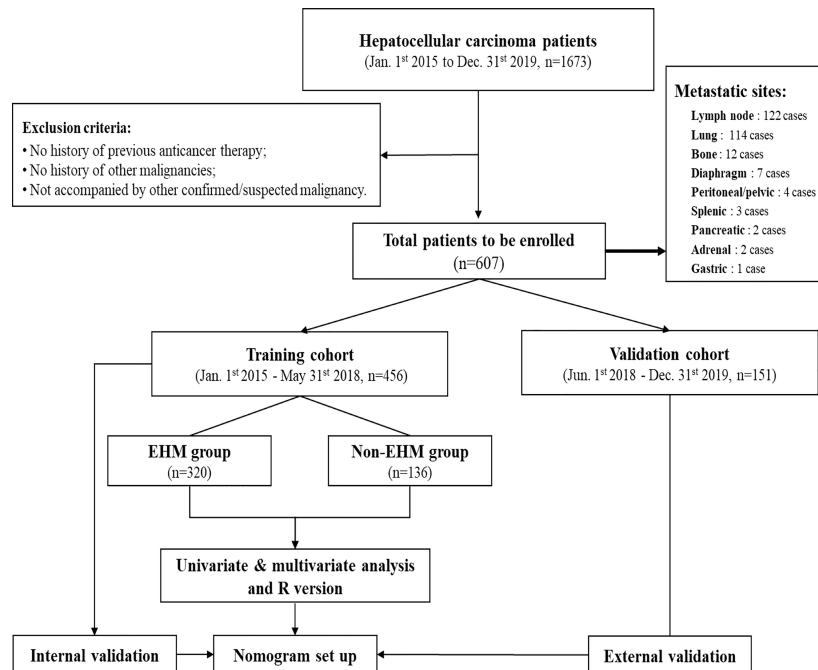 Hepatocellular carcinoma patients
(Jan. 1st 2015 to Dec. 31st 2019, n=1673)
Exclusion criteria:
• No history of previous anticancer therapy;
• No history of other malignancies;
• Not accompanied by other confirmed/suspected malignancy.
Metastatic sites:
Lymph node : 122 cases
Lung : 114 cases
Bone : 12 cases
Diaphragm : 7 cases
Peritoneal/pelvic : 4 cases
Splenic : 3 cases
Pancreatic : 2 cases
Adrenal : 2 cases
Gastric : 1 case
Total patients to be enrolled
(n=607)
Training cohort
(Jan. 1st 2015 - May 31st 2018, n=456)
Validation cohort
(Jun. 1st 2018 - Dec. 31st 2019, n=151)
EHM group
(n=320)
Non-EHM group
(n=136)
Univariate & multivariate analysis
and R version
Internal validation
Nomogram set up
External validation